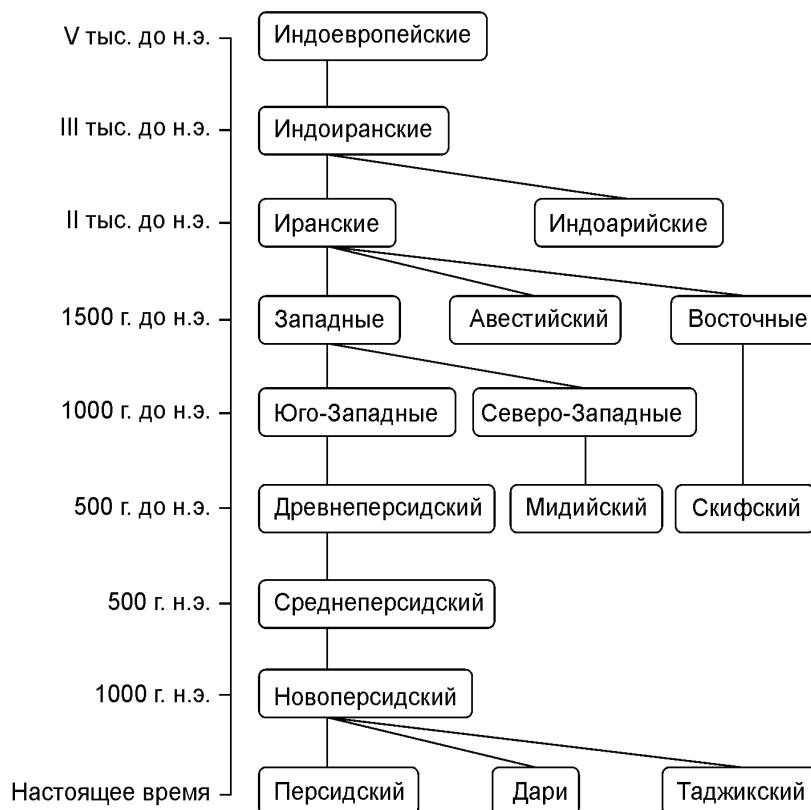 V тыс. до н.э. Индоевропейские
III тыс. до н.э. Индоиранские
II тыс. до н.э. Иранские Индоарийские
1500 г. до н.э. Западные Авестийский Восточные
1000 г. до н.э. Юго-Западные Северо-Западные
500 г. до н.э. Древнеперсидский Мидийский Скифский
500 г. н.э. Среднеперсидский
1000 г. н.э. Новоперсидский
Настоящее время Персидский Дари Таджикский